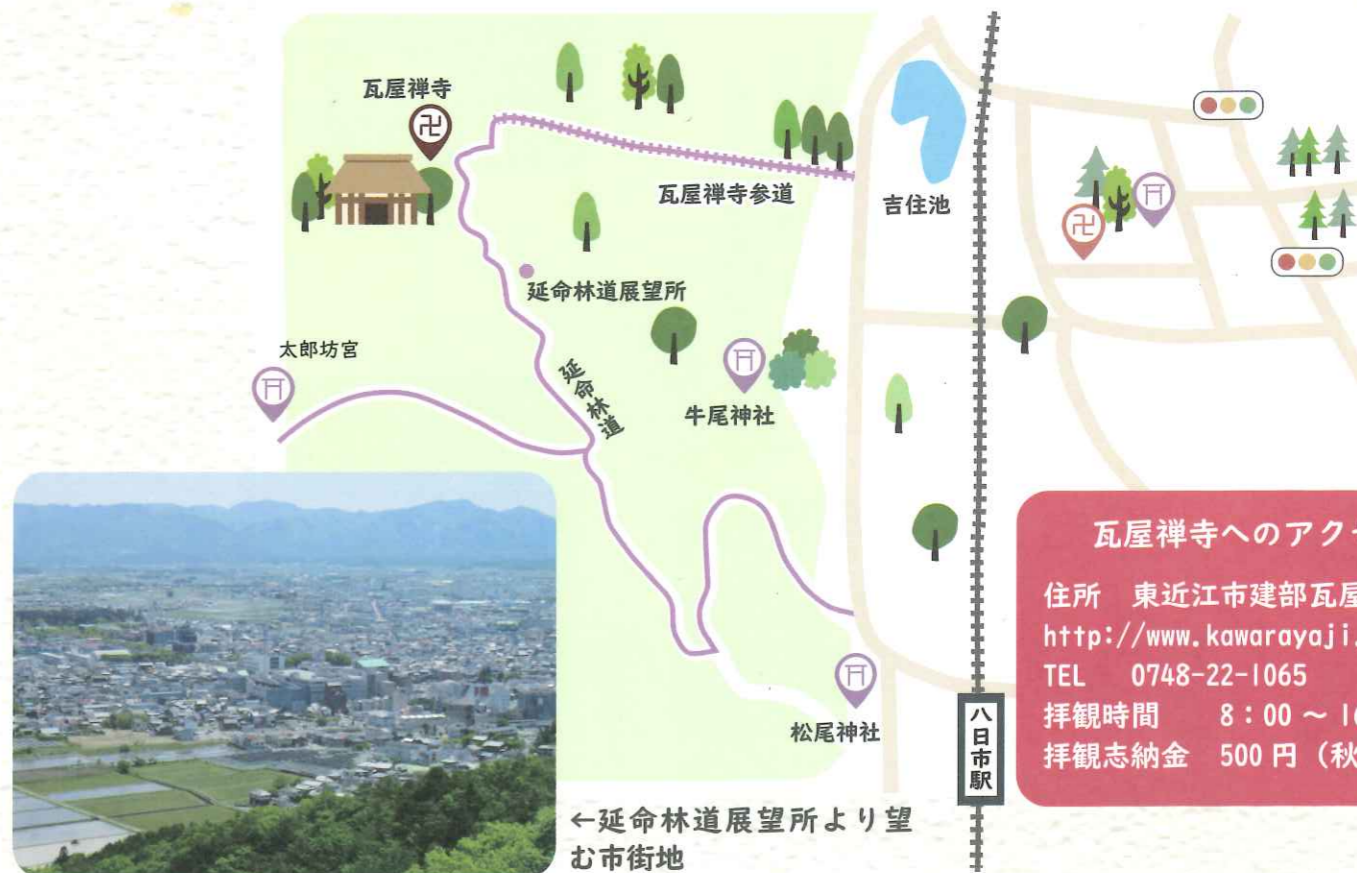 瓦屋禅寺
卍
瓦屋禅寺参道
吉住池
卍
延命林道展望所
太郎坊宮
延命林道
牛尾神社
松尾神社
八日市駅
←延命林道展望所より望
む市街地
瓦屋禅寺へのアク
住所 東近江市建部瓦屋
http://www.kawarayaji.
TEL 0748-22-1065
拝観時間 8:00~16
拝観志納金 500円(秋